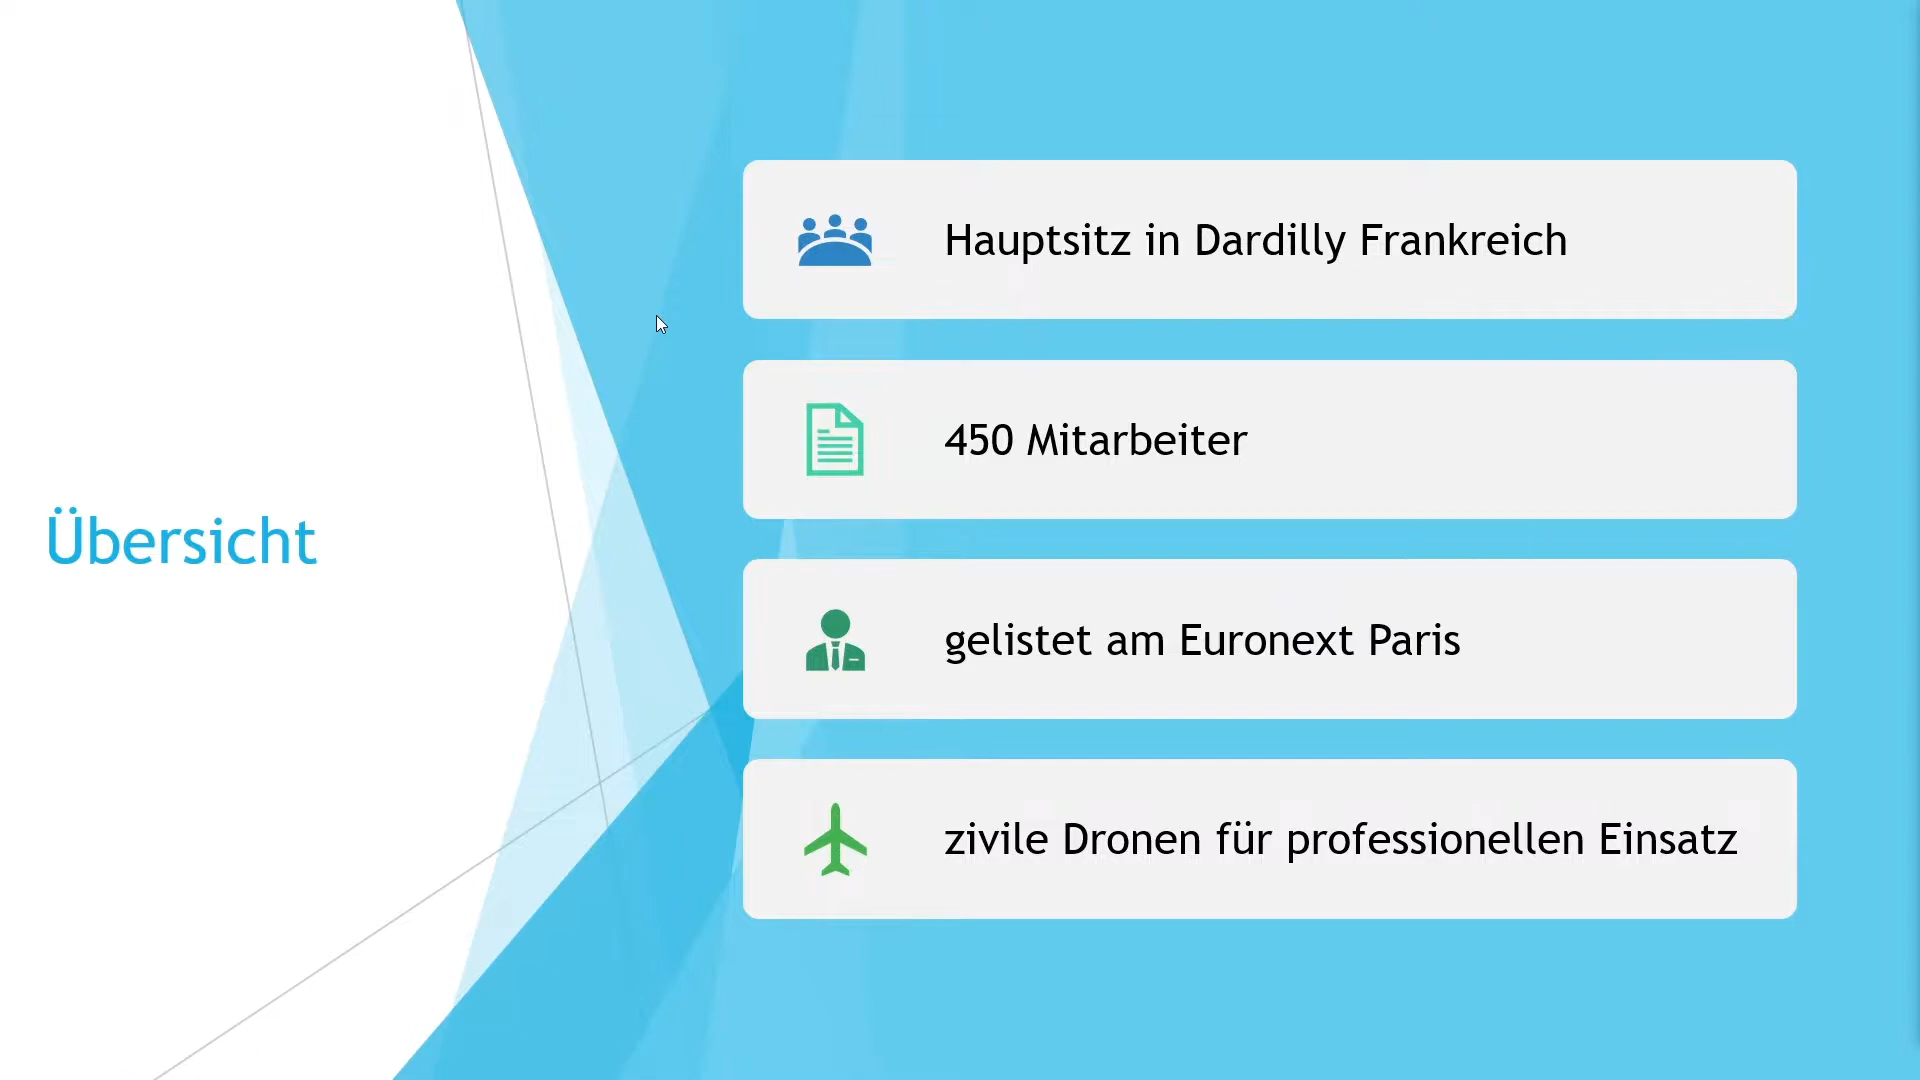 Übersicht
Hauptsitz in Dardilly Frankreich
450 Mitarbeiter
gelistet am Euronext Paris
zivile Dronen für professionellen Einsatz